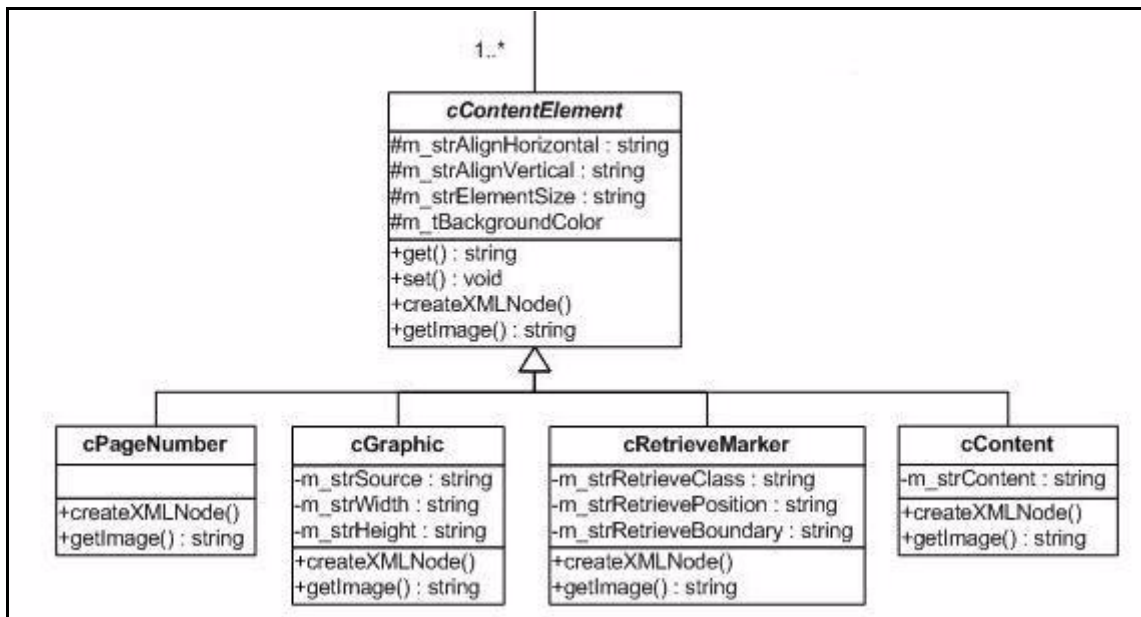 1..*
cContentElement
#m_strAlignHorizontal : string
#m_strAlignVertical : string
#m_strElementSize : string
#m_tBackgroundColor
+get() : string
+set() : void
+createXMLNode()
+getImage() : string
cPageNumber
+createXMLNode()
+getImage() : string
cGraphic
-m_strSource : string
-m_strWidth : string
-m_strHeight : string
+createXMLNode()
+getImage() : string
cRetrieveMarker
-m_strRetrieveClass : string
-m_strRetrievePosition : string
-m_strRetrieveBoundary : string
+createXMLNode()
+getImage() : string
cContent
-m_strContent : string
+createXMLNode()
+getImage() : string